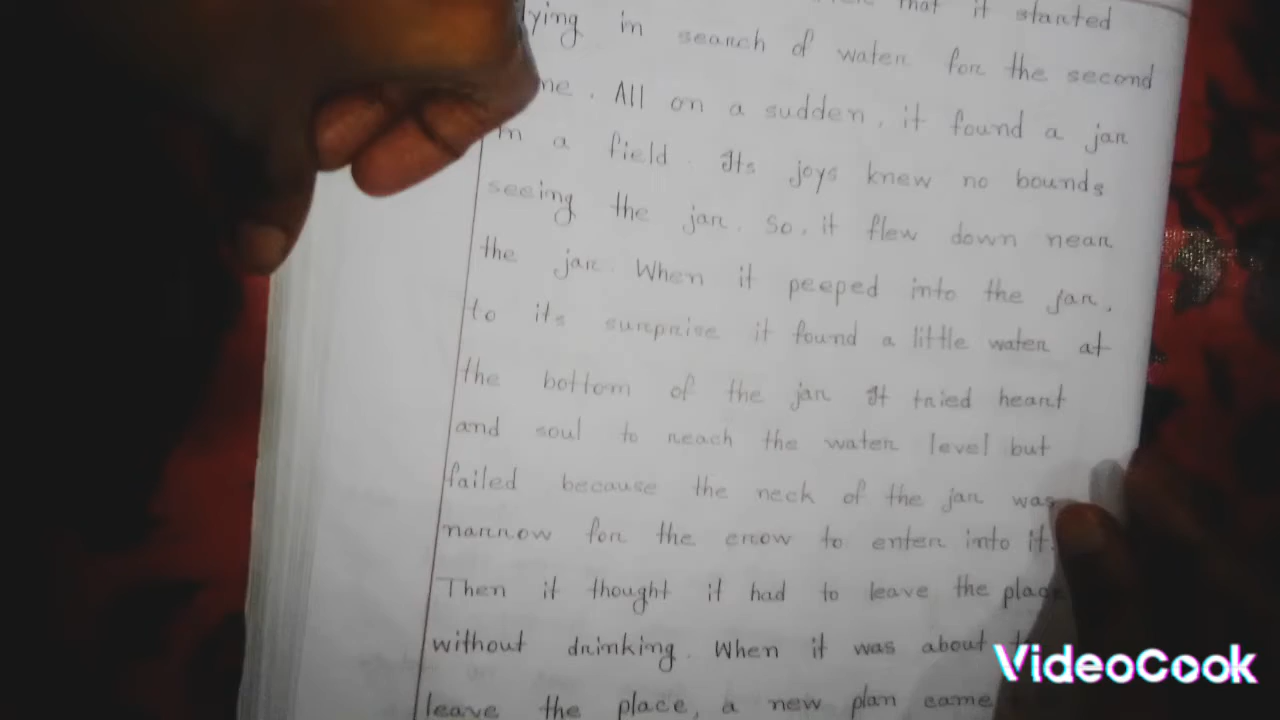 that it started
ying in search of water for the second
me. All on a sudden, it found a jar
in a field. Its joys knew no bounds
seeing the jar. So, it flew down near
the jar. When it peeped into the jar,
to its surprise it found a little water at
the bottom of the jar It tried heart
and soul to reach the water level but
failed because the neck of the jar was
narrow for the crow to enter into it.
Then it thought it had to leave the place
without drinking. When it was about
leave the place, a new plan came
VideoCook